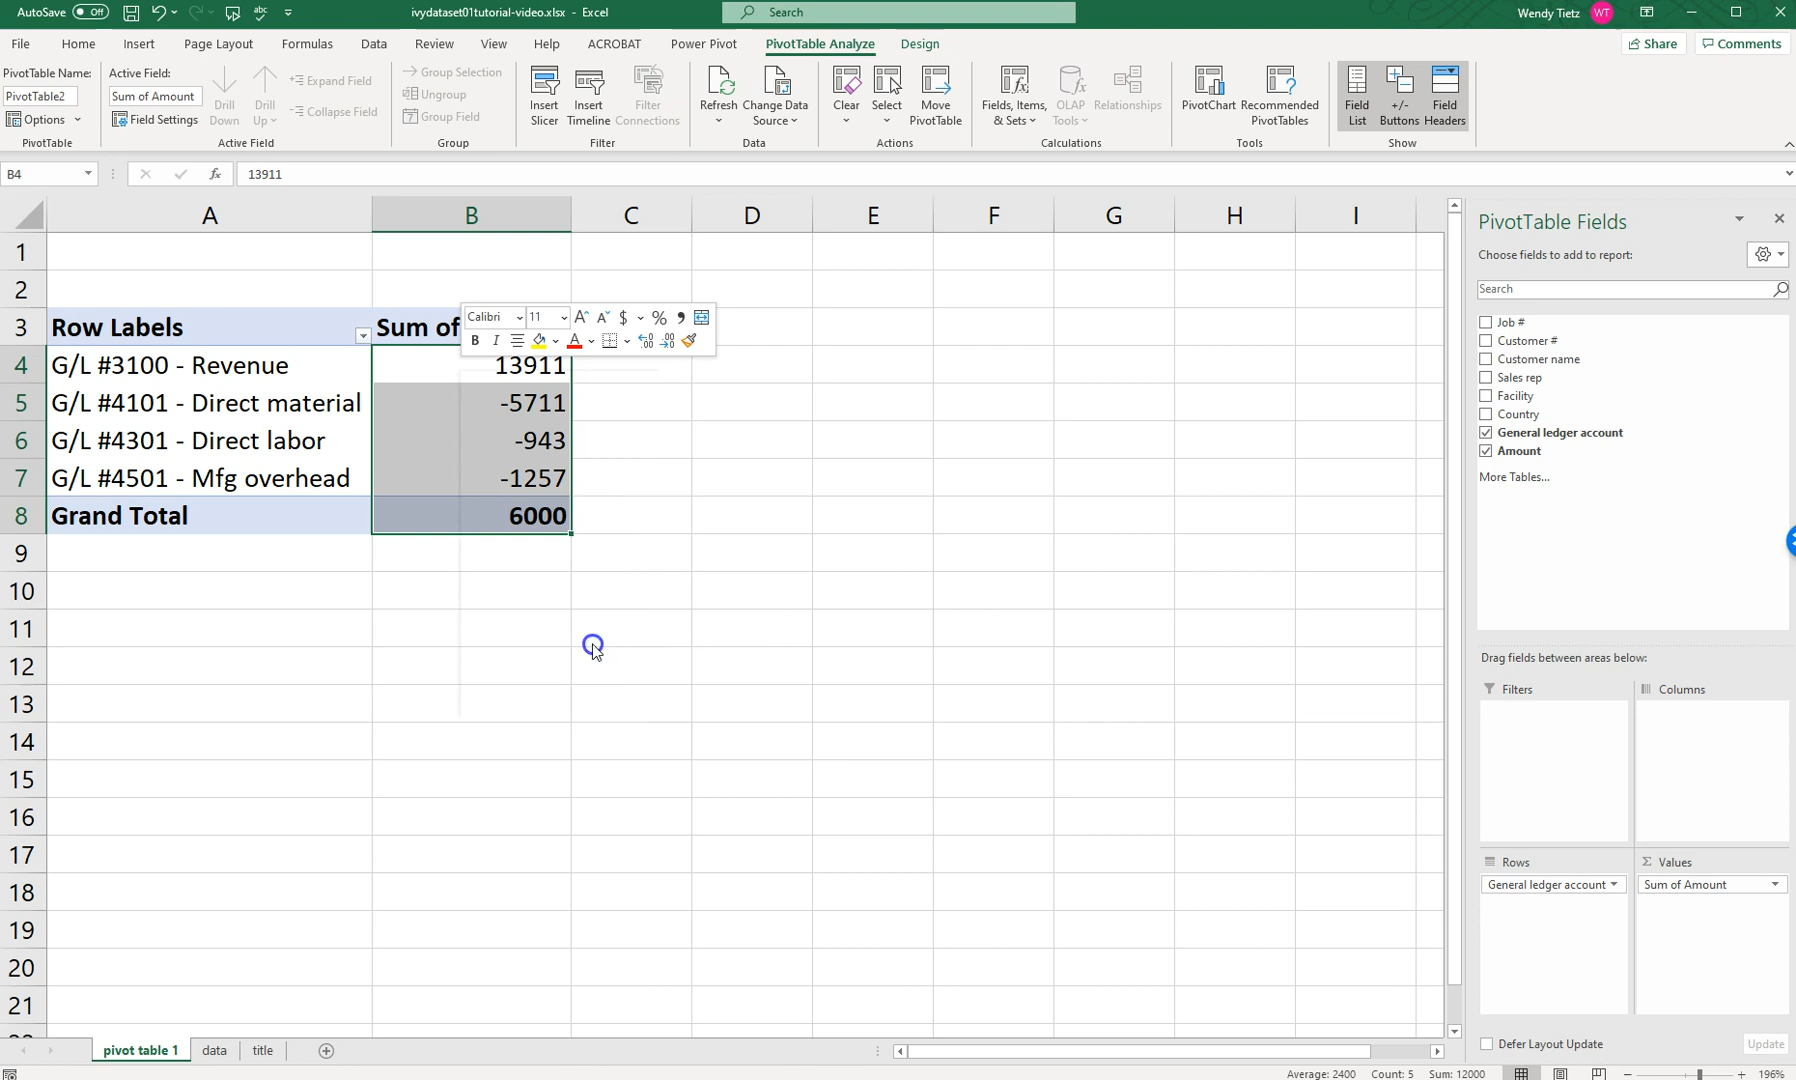 AutoSave Off ivydataset01tutorial-video.xlsx - Excel Search Wendy Tietz WT
File Home Insert Page Layout Formulas Data Review View Help ACROBAT Power Pivot PivotTable Analyze Design Share Comments
PivotTable Name:
PivotTable2
Options
PivotTable
Active Field:
Sum of Amount
Field Settings
Drill Down
Drill Up
Expand Field
Collapse Field
Active Field
Group Selection
Ungroup
Group Field
Group
Insert Slicer
Insert Timeline
Filter Connections
Filter
Refresh
Change Data Source
Data
Clear
Select
Move PivotTable
Actions
Fields, Items, & Sets
OLAP Tools
Relationships
Calculations
PivotChart
Recommended PivotTables
Tools
Field List
+/- Buttons
Field Headers
Show
B4 fx 13911
A B C D E F G H I
1
2
3 Row Labels Sum of
Calibri 11 A A $ % ,
B I A
4 G/L #3100 - Revenue 13911
5 G/L #4101 - Direct material -5711
6 G/L #4301 - Direct labor -943
7 G/L #4501 - Mfg overhead -1257
8 Grand Total 6000
9
10
11
12
13
14
15
16
17
18
19
20
21
PivotTable Fields
Choose fields to add to report:
Search
Job #
Customer #
Customer name
Sales rep
Facility
Country
General ledger account
Amount
More Tables...
Drag fields between areas below:
Filters Columns
Rows Values
General ledger account Sum of Amount
Defer Layout Update Update
pivot table 1 data title
Average: 2400 Count: 5 Sum: 12000 196%